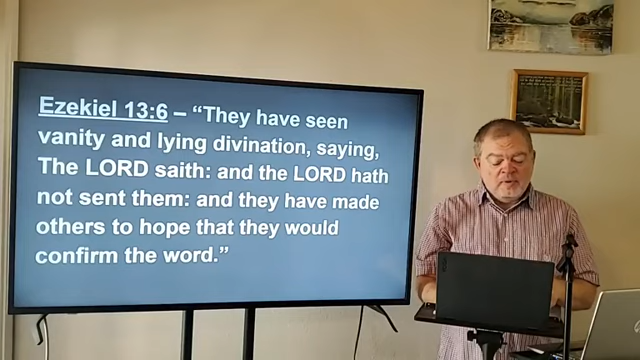 Ezekiel 13:6 – “They have seen
vanity and lying divination, saying,
The LORD saith: and the LORD hath
not sent them: and they have made
others to hope that they would
confirm the word.”